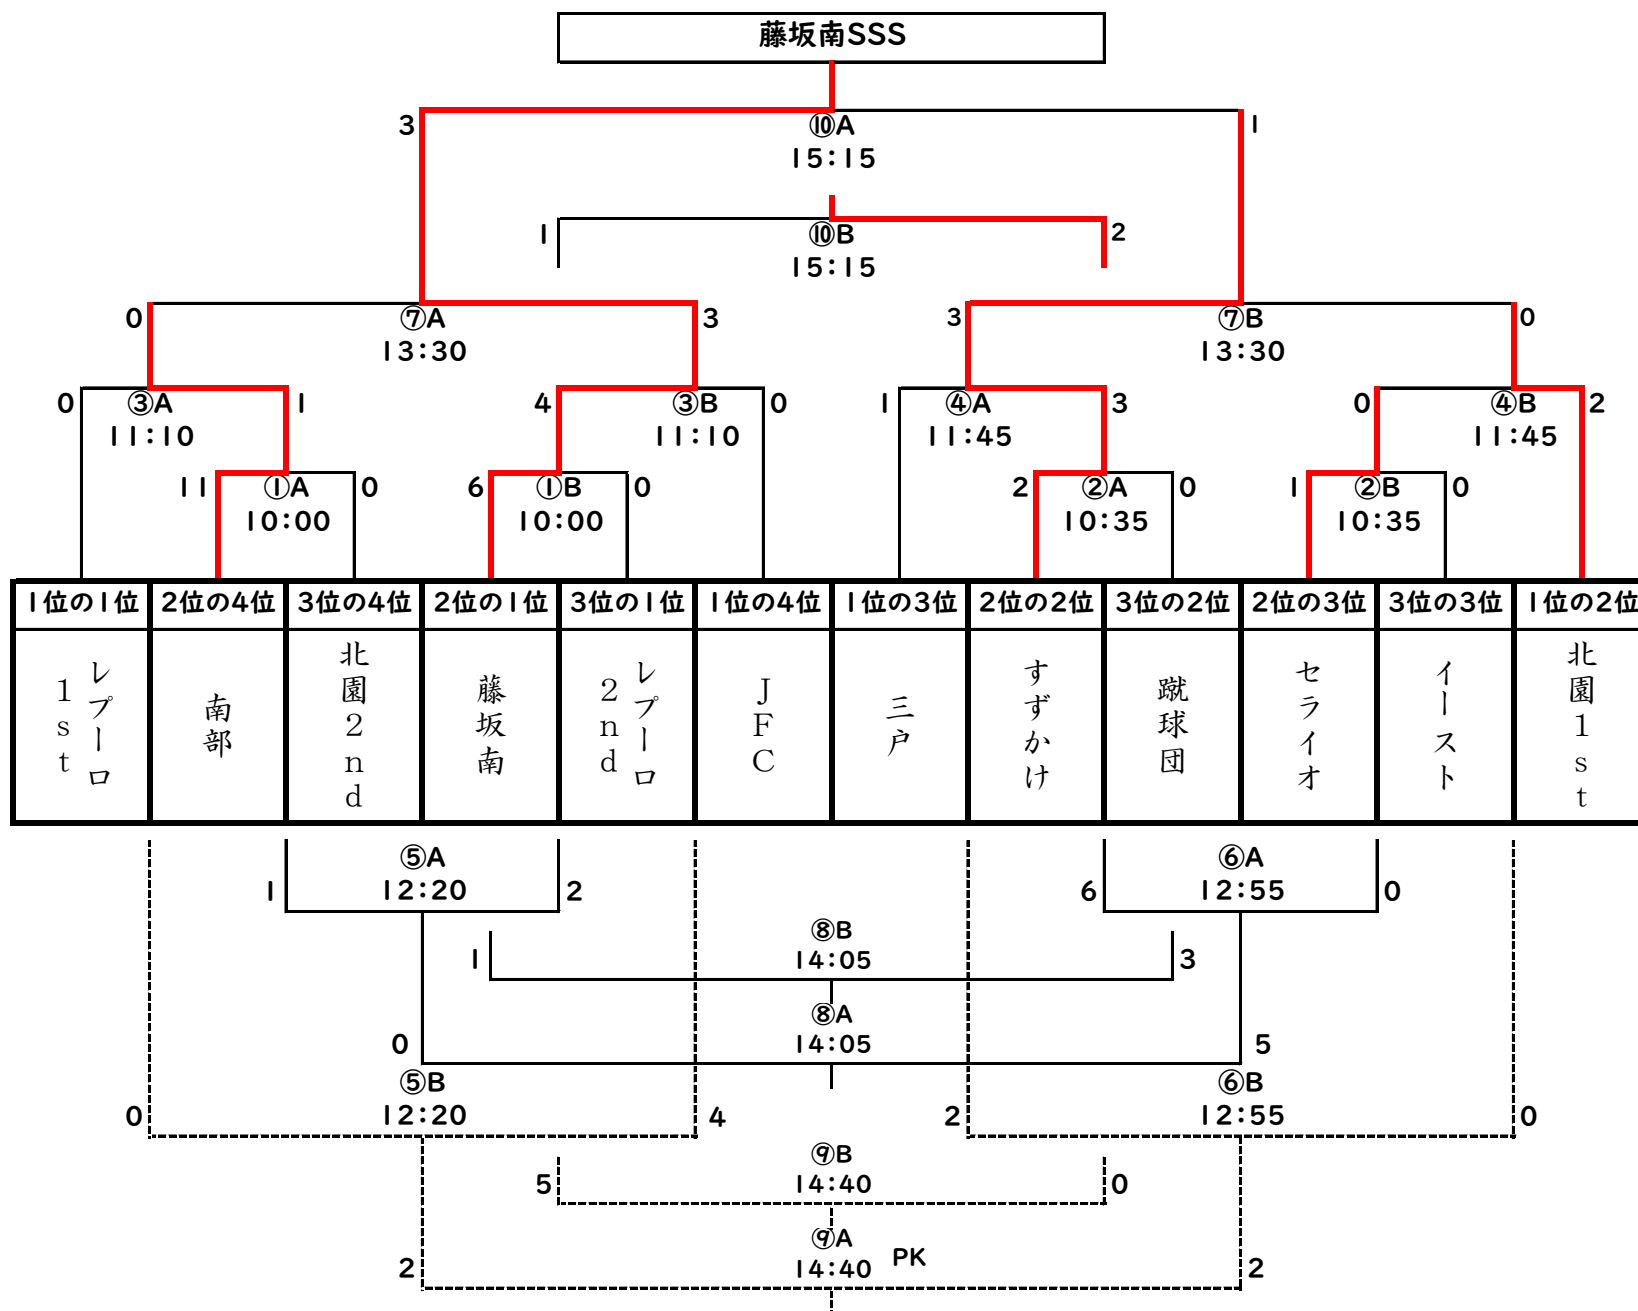 藤坂南SSS
3 ⑩A 1
15:15
1 ⑩B 2
15:15
0 ⑦A 3 3 ⑦B 0
13:30 13:30
0 ③A 1 4 ③B 0 1 ④A 3 0 ④B 2
11:10 11:10 11:45 11:45
11 ①A 0 6 ①B 0 2 ②A 0 1 ②B 0
10:00 10:00 10:35 10:35
1位の1位 2位の4位 3位の4位 2位の1位 3位の1位 1位の4位 1位の3位 2位の2位 3位の2位 2位の3位 3位の3位 1位の2位
レプーロ
1st
南部
北園2nd
藤坂南
レプーロ
2nd
JFC
三戸
すずかけ
蹴球団
セライオ
イースト
北園1st
⑤A ⑥A
1 12:20 2 6 12:55 0
⑧B
1 14:05 3
⑧A
0 14:05 5
⑤B ⑥B
0 12:20 4 2 12:55 0
⑨B
5 14:40 0
⑨A PK
2 14:40 2